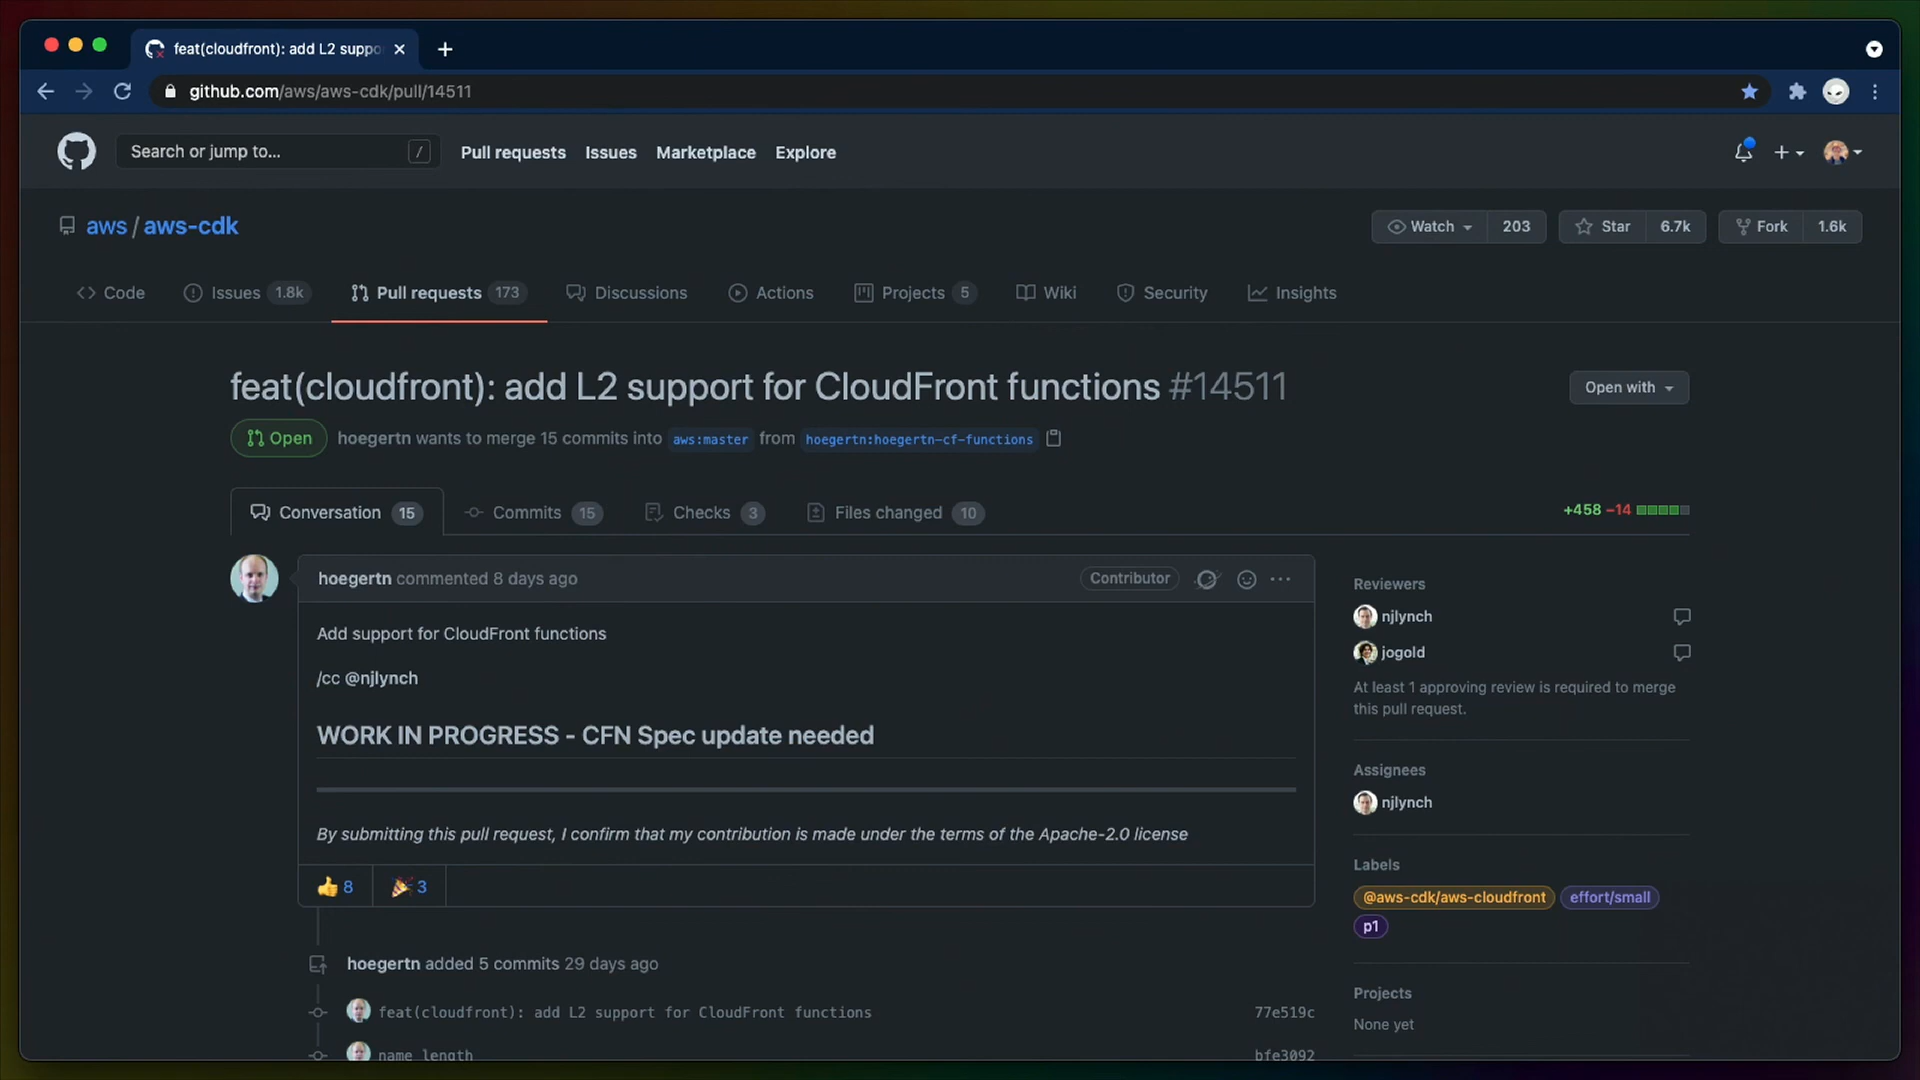 feat(cloudfront): add L2 suppo
github.com/aws/aws-cdk/pull/14511
Search or jump to... /
Pull requests Issues Marketplace Explore
aws / aws-cdk
Watch 203 Star 6.7k Fork 1.6k
Code Issues 1.8k Pull requests 173 Discussions Actions Projects 5 Wiki Security Insights
feat(cloudfront): add L2 support for CloudFront functions #14511
Open with
Open hoegertn wants to merge 15 commits into aws:master from hoegertn:hoegertn-cf-functions
Conversation 15 Commits 15 Checks 3 Files changed 10
+458 −14
hoegertn commented 8 days ago
Contributor
Add support for CloudFront functions
/cc @njlynch
WORK IN PROGRESS - CFN Spec update needed
By submitting this pull request, I confirm that my contribution is made under the terms of the Apache-2.0 license
👍 8 🎉 3
hoegertn added 5 commits 29 days ago
feat(cloudfront): add L2 support for CloudFront functions 77e519c
name length bfe3092
Reviewers
njlynch
jogold
At least 1 approving review is required to merge
this pull request.
Assignees
njlynch
Labels
@aws-cdk/aws-cloudfront effort/small
p1
Projects
None yet